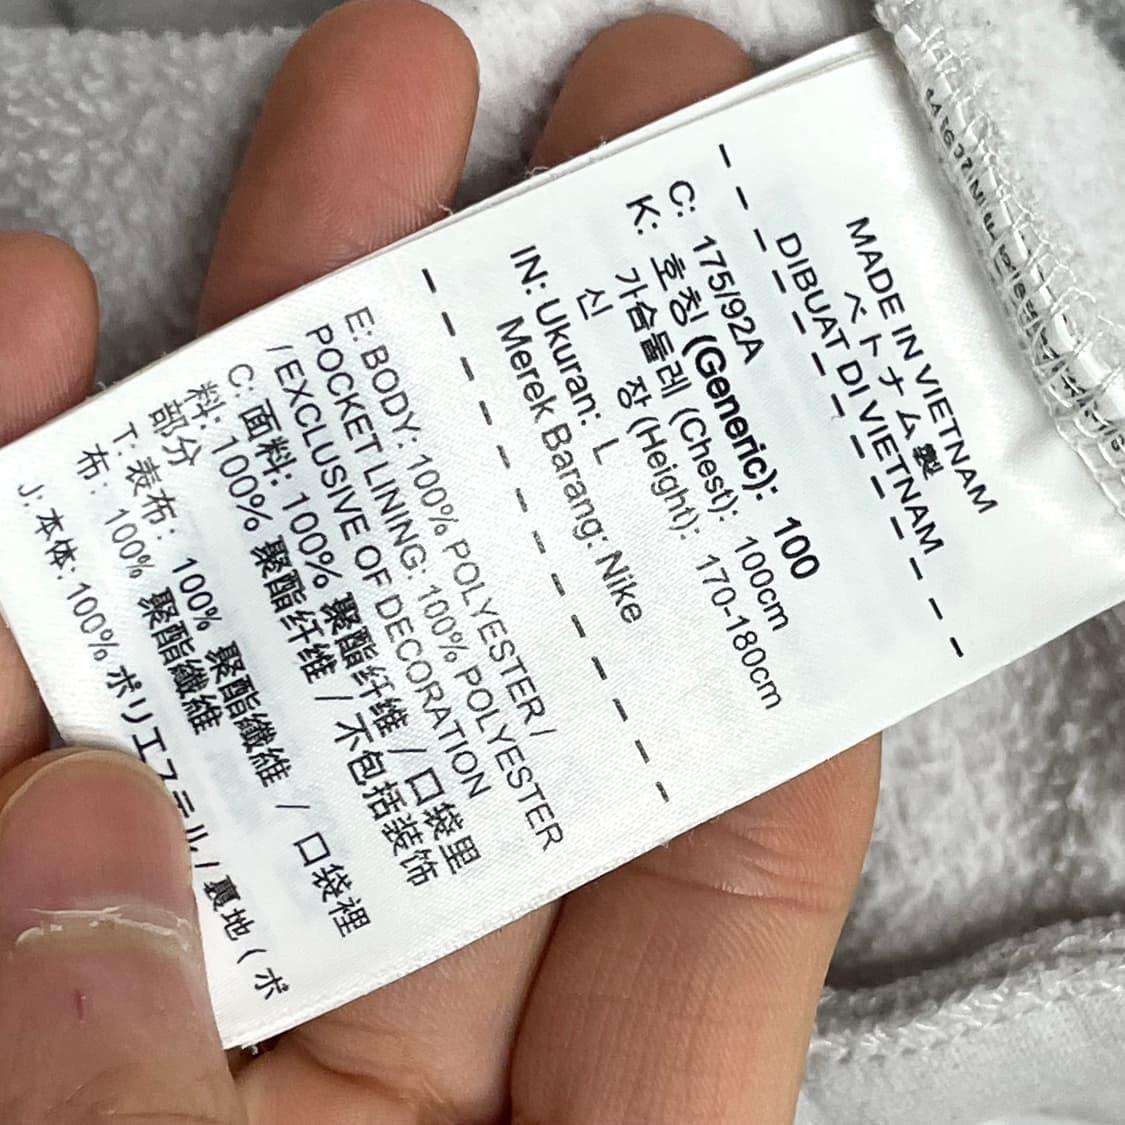 MADE IN VIETNAM
ベトナム製
DIBUAT DI VIETNAM
C: 175/92A
K: 호칭 (Generic): 100
가슴둘레 (Chest): 100cm
신 장 (Height): 170-180cm
IN: Ukuran: L
Merek Barang: Nike
E: BODY: 100% POLYESTER /
POCKET LINING: 100% POLYESTER
/EXCLUSIVE OF DECORATION
C: 面料: 100% 聚酯纤维 / 口袋里
料: 100% 聚酯纤维 / 不包括装饰
部分
T: 表布: 100% 聚酯纖維 / 口袋裡
布: 100% 聚酯纖維
J: 本体: 100% ポリエステル / 裏地 ( ポ